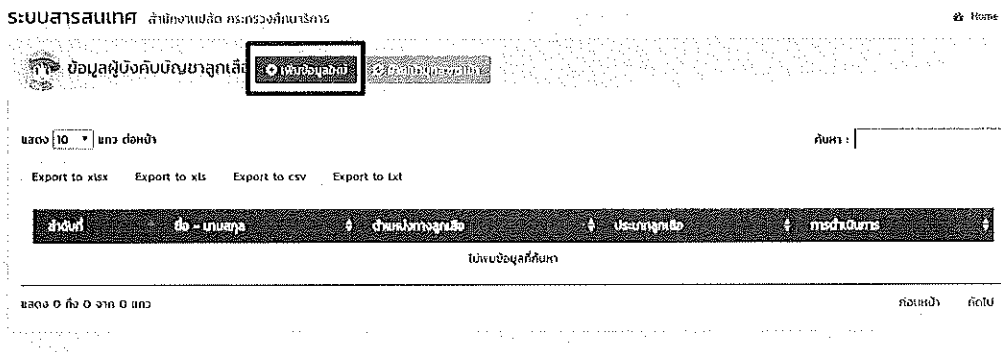 ระบบสารสนเทศ สำนักงานปลัด กระทรวงศึกษาธิการ Home
ข้อมูลผู้บังคับบัญชาลูกเสือ เพิ่มข้อมูลใหม่
แสดง 10 แถว ต่อหน้า ค้นหา :
Export to xlsx Export to xls Export to csv Export to txt
ลำดับที่ ชื่อ - นามสกุล ตำแหน่งทางลูกเสือ ประเภทลูกเสือ การดำเนินการ
ไม่พบข้อมูลที่ค้นหา
แสดง 0 ถึง 0 จาก 0 แถว ก่อนหน้า ถัดไป